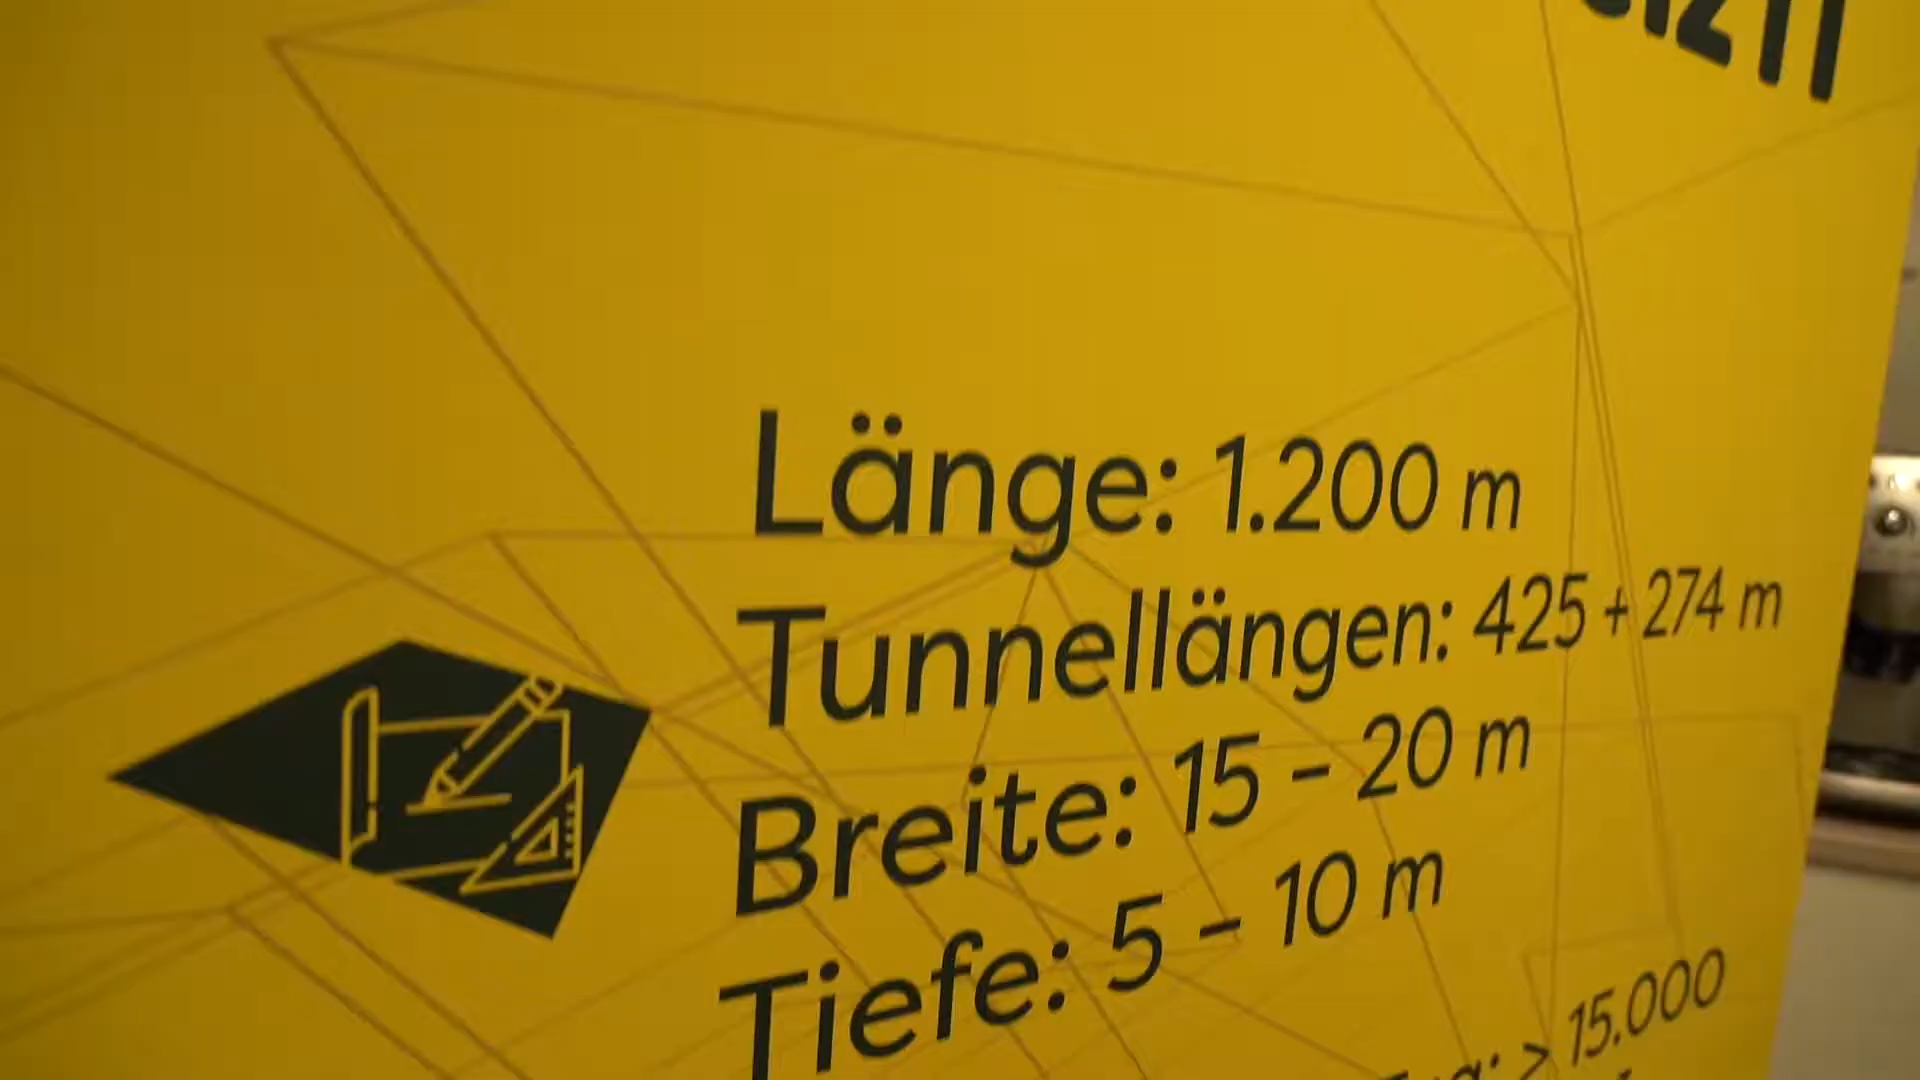 Länge: 1.200 m
Tunnellängen: 425 + 274 m
Breite: 15 – 20 m
Tiefe: 5 – 10 m
> 15.000